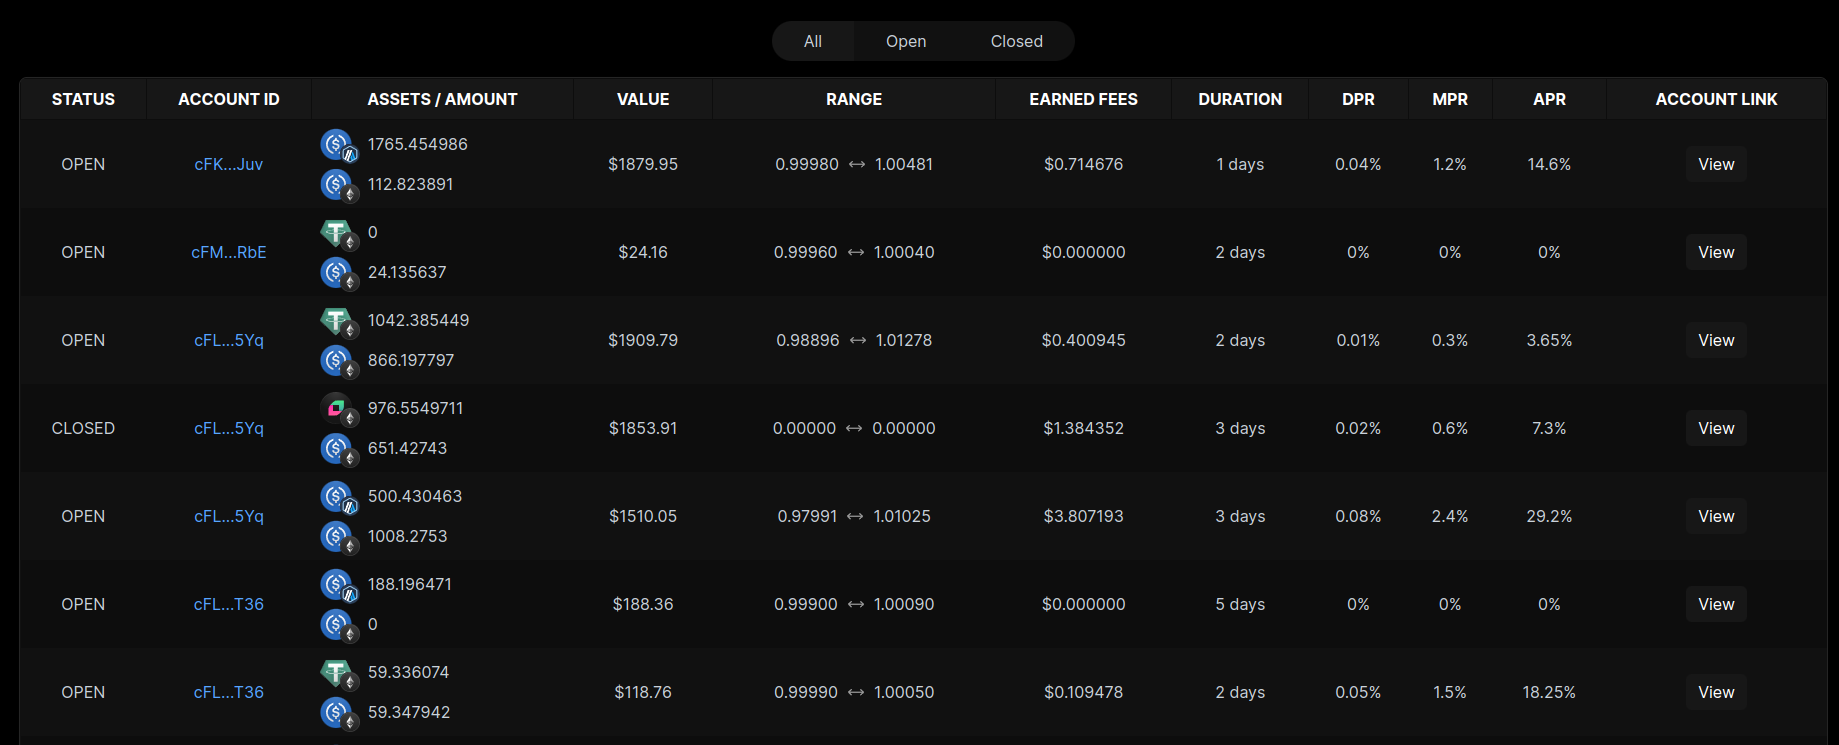 All Open Closed
STATUS ACCOUNT ID ASSETS / AMOUNT VALUE RANGE EARNED FEES DURATION DPR MPR APR ACCOUNT LINK
1765.454986
OPEN cFK...Juv $1879.95 0.99980 ↔ 1.00481 $0.714676 1 days 0.04% 1.2% 14.6% View
112.823891
0
OPEN cFM...RbE $24.16 0.99960 ↔ 1.00040 $0.000000 2 days 0% 0% 0% View
24.135637
1042.385449
OPEN cFL...5Yq $1909.79 0.98896 ↔ 1.01278 $0.400945 2 days 0.01% 0.3% 3.65% View
866.197797
976.5549711
CLOSED cFL...5Yq $1853.91 0.00000 ↔ 0.00000 $1.384352 3 days 0.02% 0.6% 7.3% View
651.42743
500.430463
OPEN cFL...5Yq $1510.05 0.97991 ↔ 1.01025 $3.807193 3 days 0.08% 2.4% 29.2% View
1008.2753
188.196471
OPEN cFL...T36 $188.36 0.99900 ↔ 1.00090 $0.000000 5 days 0% 0% 0% View
0
59.336074
OPEN cFL...T36 $118.76 0.99990 ↔ 1.00050 $0.109478 2 days 0.05% 1.5% 18.25% View
59.347942